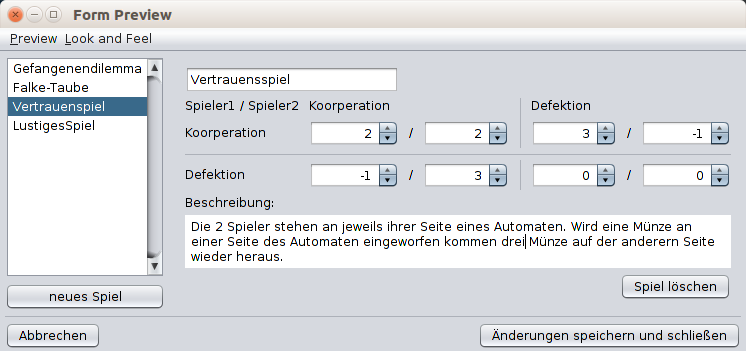 Form Preview
Preview Look and Feel
Gefangenendilemma
Falke-Taube
Vertrauenspiel
LustigesSpiel
neues Spiel
Vertrauensspiel
Spieler1 / Spieler2 Koorperation Defektion
Koorperation 2 / 2 3 / -1
Defektion -1 / 3 0 / 0
Beschreibung:
Die 2 Spieler stehen an jeweils ihrer Seite eines Automaten. Wird eine Münze an
einer Seite des Automaten eingeworfen kommen drei Münze auf der anderern Seite
wieder heraus.
Spiel löschen
Abbrechen Änderungen speichern und schließen